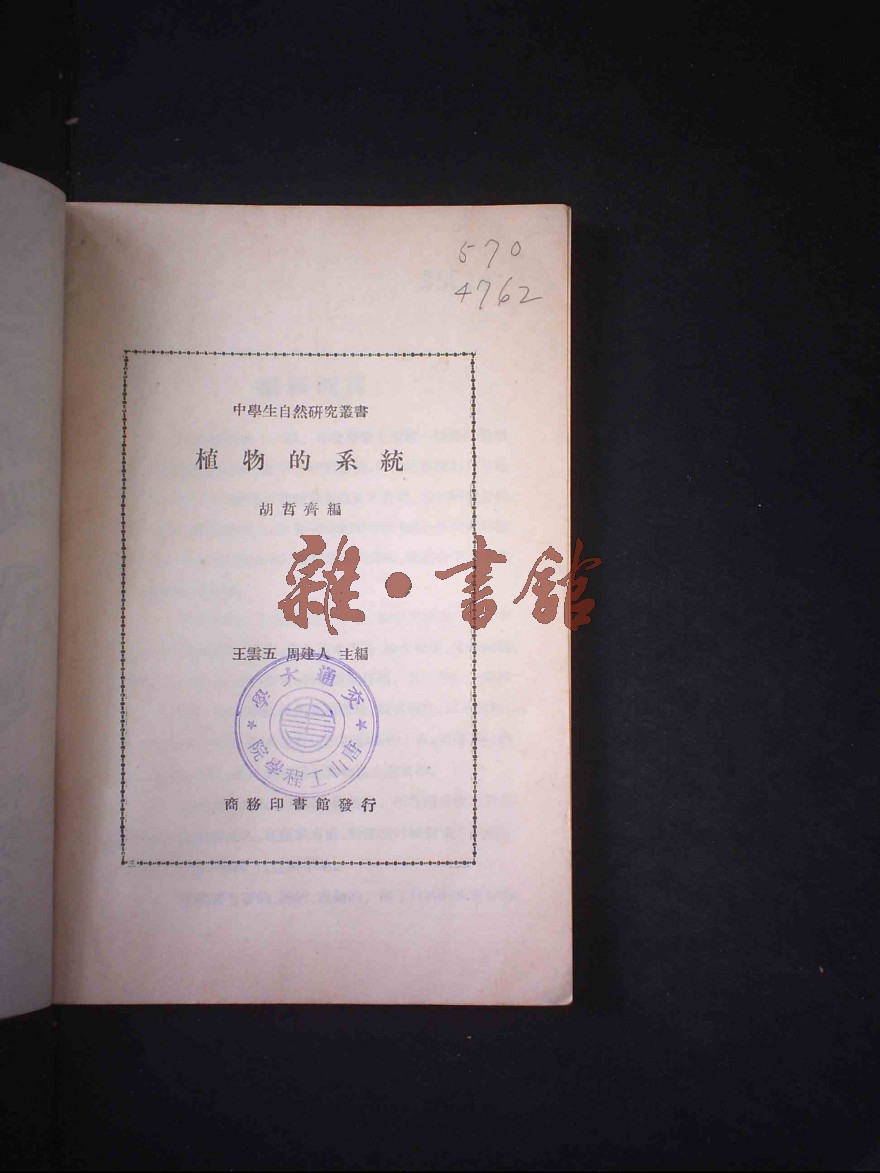 570
4762
中學生自然研究叢書
植物的系統
胡哲齊編
雜·書館
王雲五 周建人 主編
交通大學
唐山工程學院
商務印書館發行